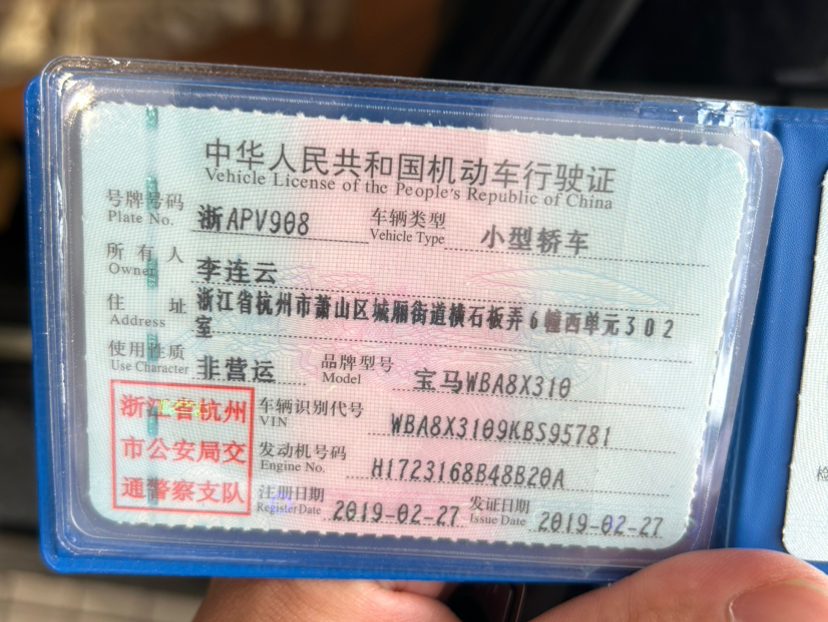 中华人民共和国机动车行驶证
Vehicle License of the People's Republic of China
号牌号码 浙APV908 车辆类型 小型轿车
Plate No. Vehicle Type
所有人 李连云
Owner
住址 浙江省杭州市萧山区城厢街道横石板弄6幢西单元302
Address 室
使用性质 非营运 品牌型号 宝马WBA8X310
Use Character Model
浙江省杭州 车辆识别代号 WBA8X3109KBS95781
VIN
市公安局交 发动机号码 H1723168B48B20A
Engine No.
通警察支队 注册日期 2019-02-27 发证日期 2019-02-27
Register Date Issue Date
检